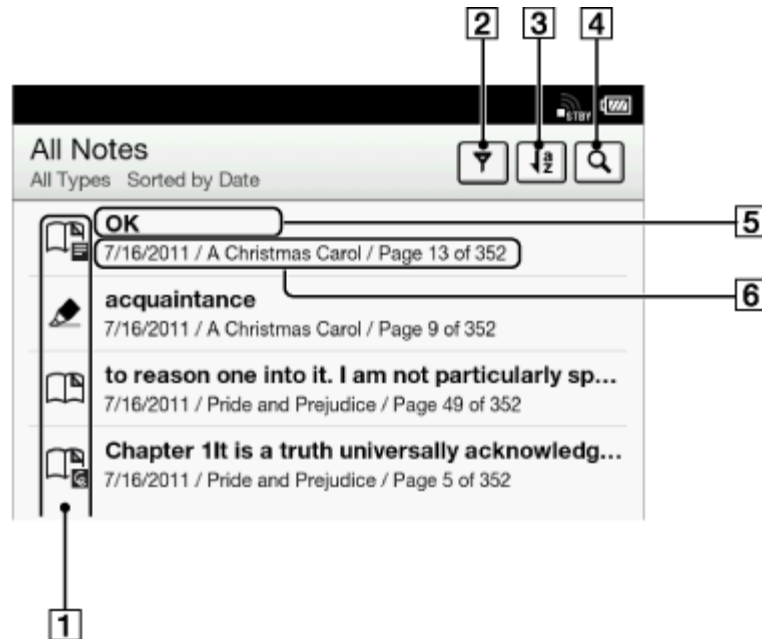 2 3 4
STBY
All Notes
All Types Sorted by Date
a
z
OK
5
7/16/2011 / A Christmas Carol / Page 13 of 352
6
acquaintance
7/16/2011 / A Christmas Carol / Page 9 of 352
to reason one into it. I am not particularly sp...
7/16/2011 / Pride and Prejudice / Page 49 of 352
Chapter 1It is a truth universally acknowledg...
7/16/2011 / Pride and Prejudice / Page 5 of 352
1